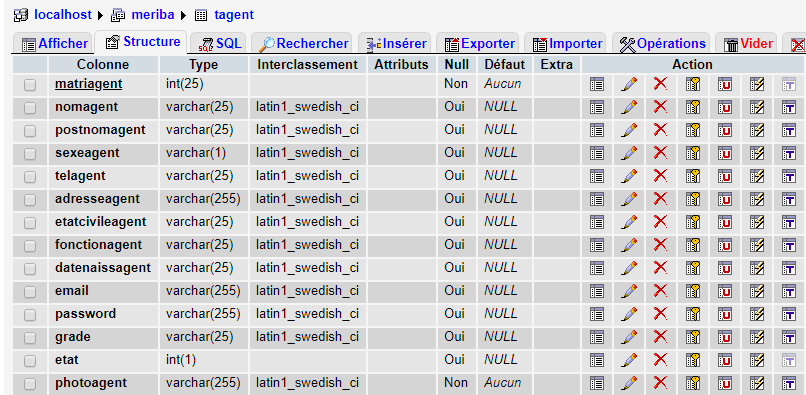 localhost meriba tagent
Afficher Structure SQL Rechercher Insérer Exporter Importer Opérations Vider
Colonne Type Interclassement Attributs Null Défaut Extra Action
matriagent int(25) Non Aucun
nomagent varchar(25) latin1_swedish_ci Oui NULL
postnomagent varchar(25) latin1_swedish_ci Oui NULL
sexeagent varchar(1) latin1_swedish_ci Oui NULL
telagent varchar(25) latin1_swedish_ci Oui NULL
adresseagent varchar(255) latin1_swedish_ci Oui NULL
etatcivileagent varchar(25) latin1_swedish_ci Oui NULL
fonctionagent varchar(25) latin1_swedish_ci Oui NULL
datenaissagent varchar(25) latin1_swedish_ci Oui NULL
email varchar(255) latin1_swedish_ci Oui NULL
password varchar(255) latin1_swedish_ci Oui NULL
grade varchar(25) latin1_swedish_ci Oui NULL
etat int(1) Oui NULL
photoagent varchar(255) latin1_swedish_ci Non Aucun